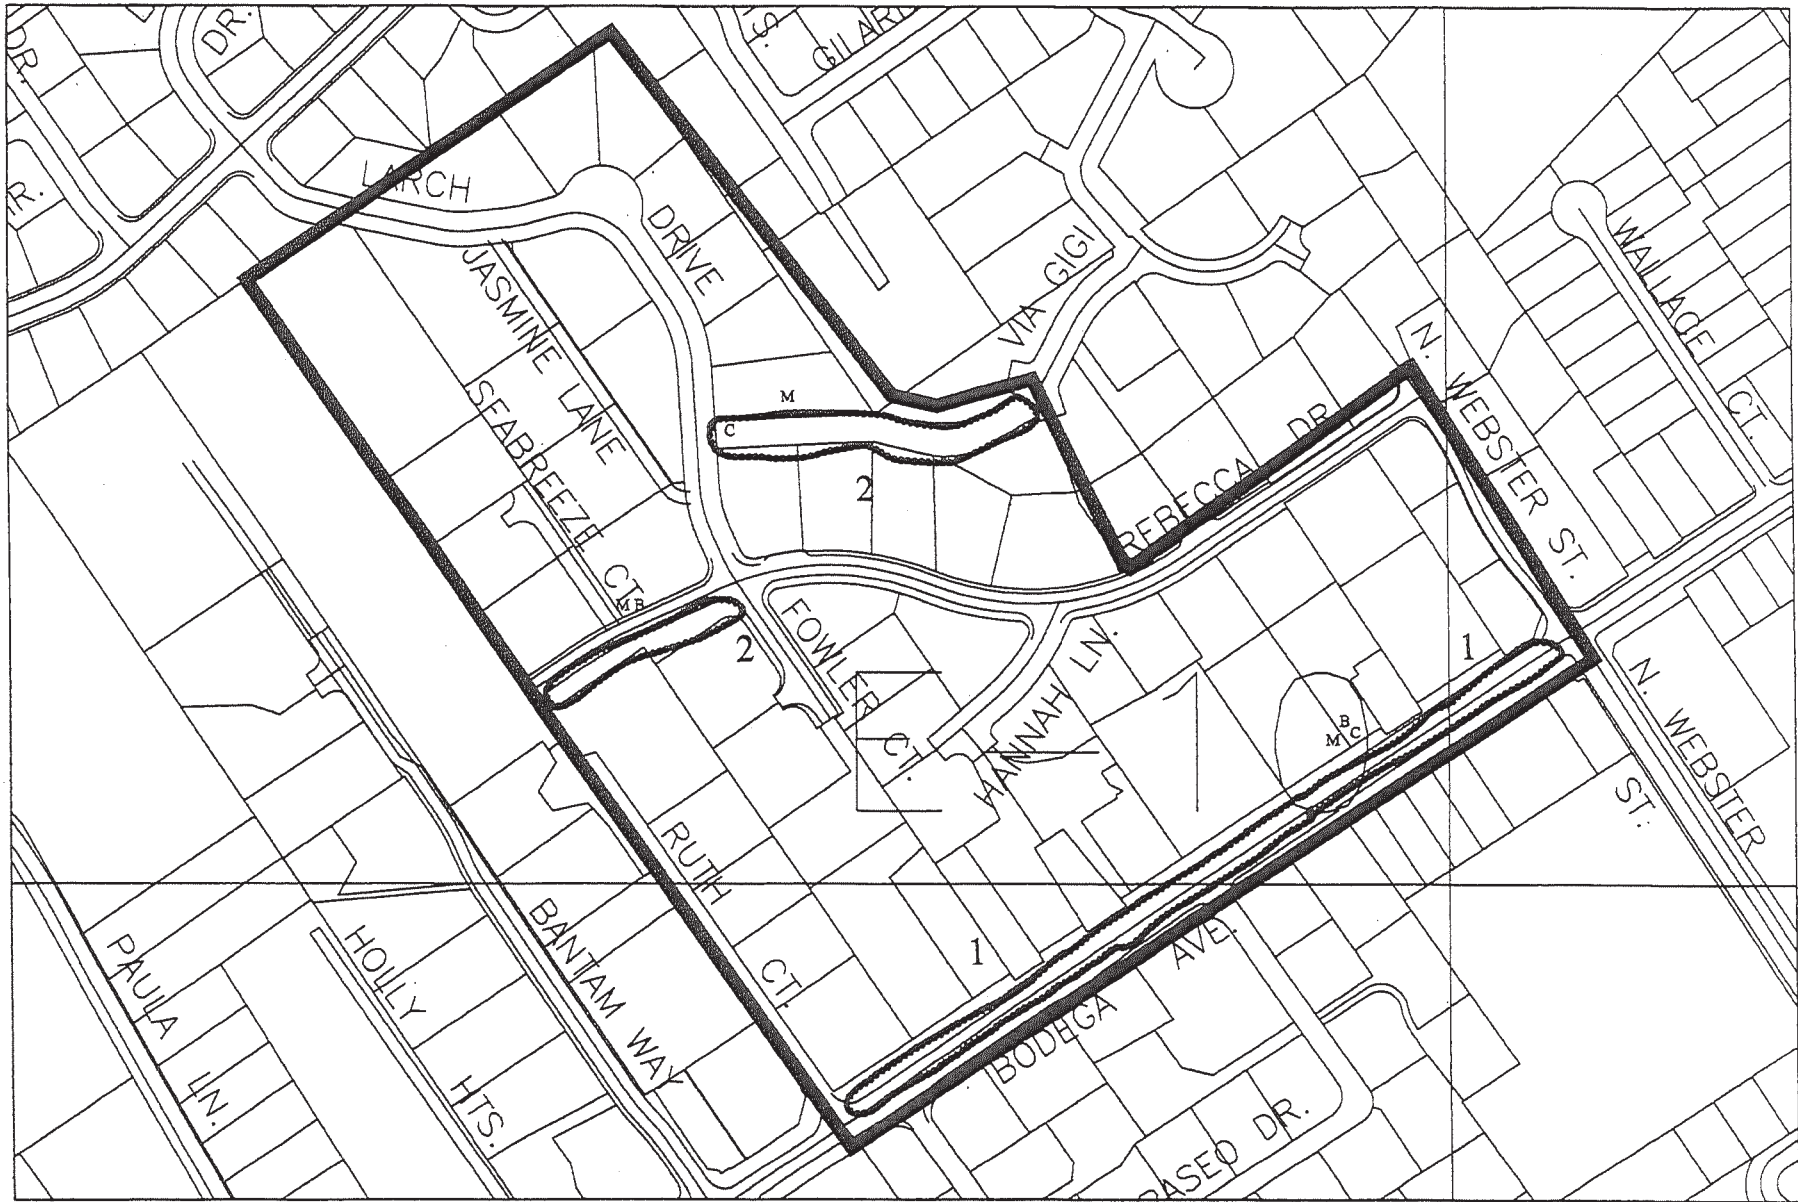 DR.
DR.
ST.
GILARD
R.
LARCH
DRIVE
JASMINE LANE
SEABREEZE CT.
VIA GIGI
WALLACE CT.
N. WEBSTER ST.
REBECCA DR
M
C
2
M B
2
FOWLER CT.
HANNAH LN.
1
B
M C
N. WEBSTER
ST.
RUTH CT.
1
BODEGA AVE.
PAULA LN.
HOLLY HTS.
BANTAM WAY
PASEO DR.